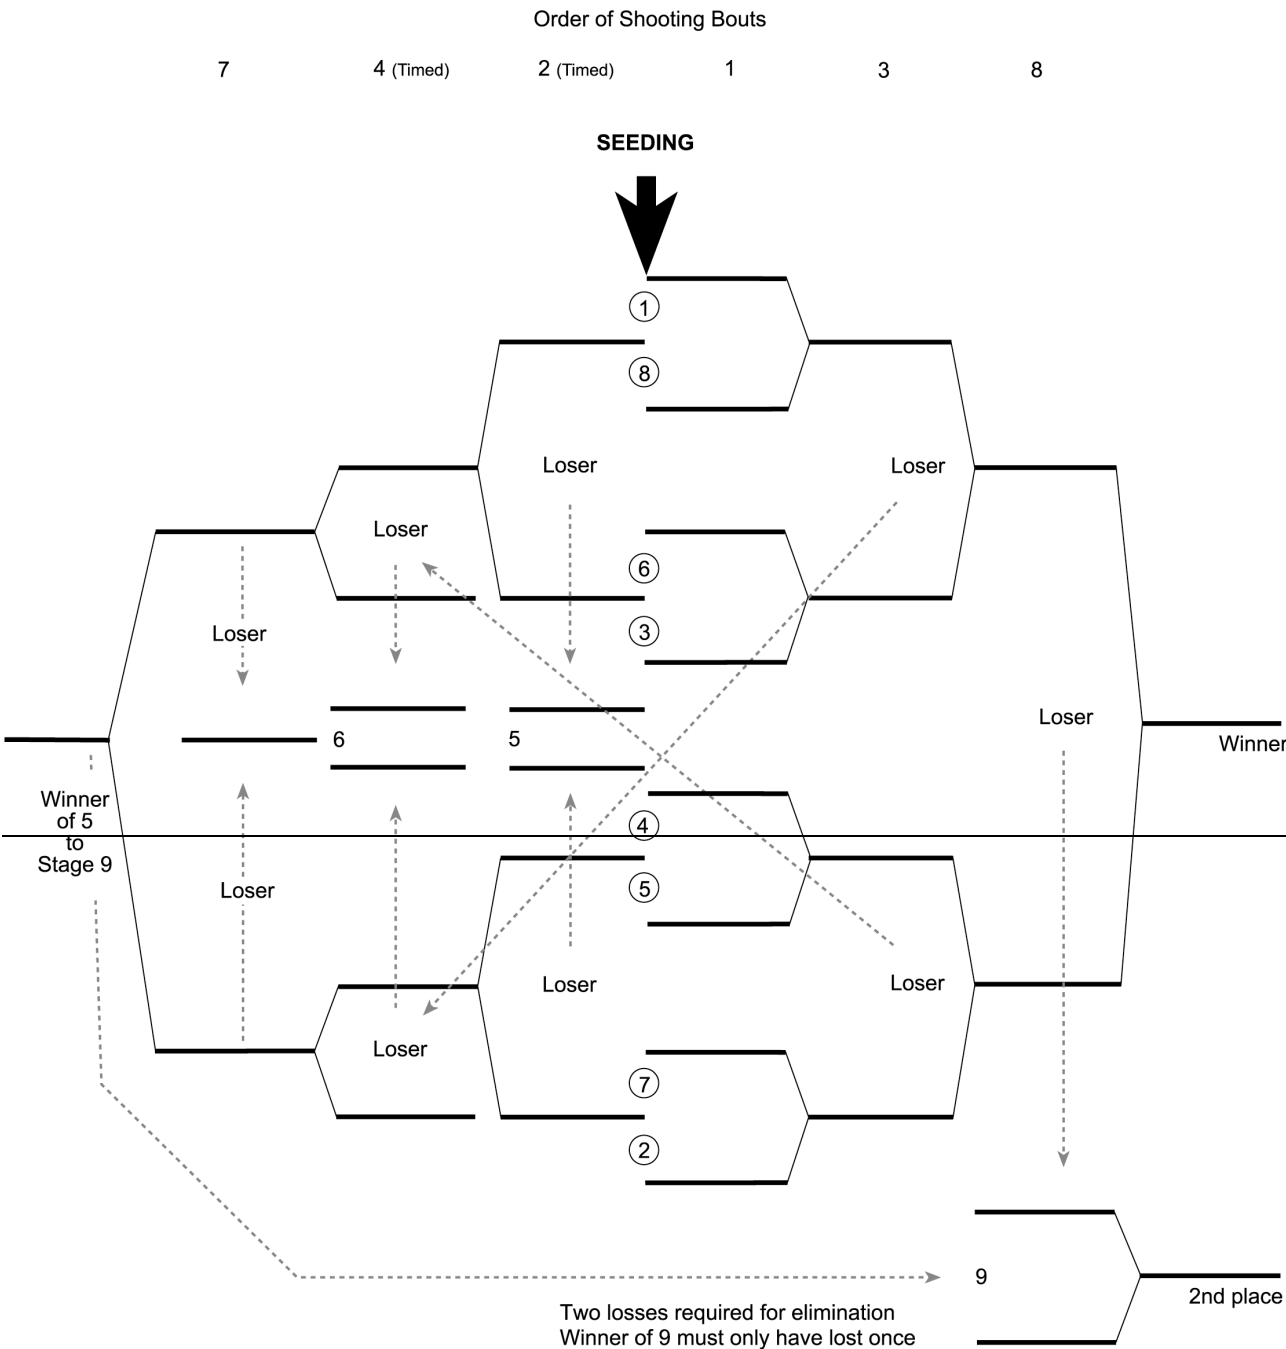 Order of Shooting Bouts
7 4 (Timed) 2 (Timed) 1 3 8
SEEDING
1
8
Loser Loser
Loser
6
3
Loser
Loser
6 5
Winner
Winner
of 5
to
Stage 9
4
5
Loser
Loser Loser
Loser
7
2
9
2nd place
Two losses required for elimination
Winner of 9 must only have lost once